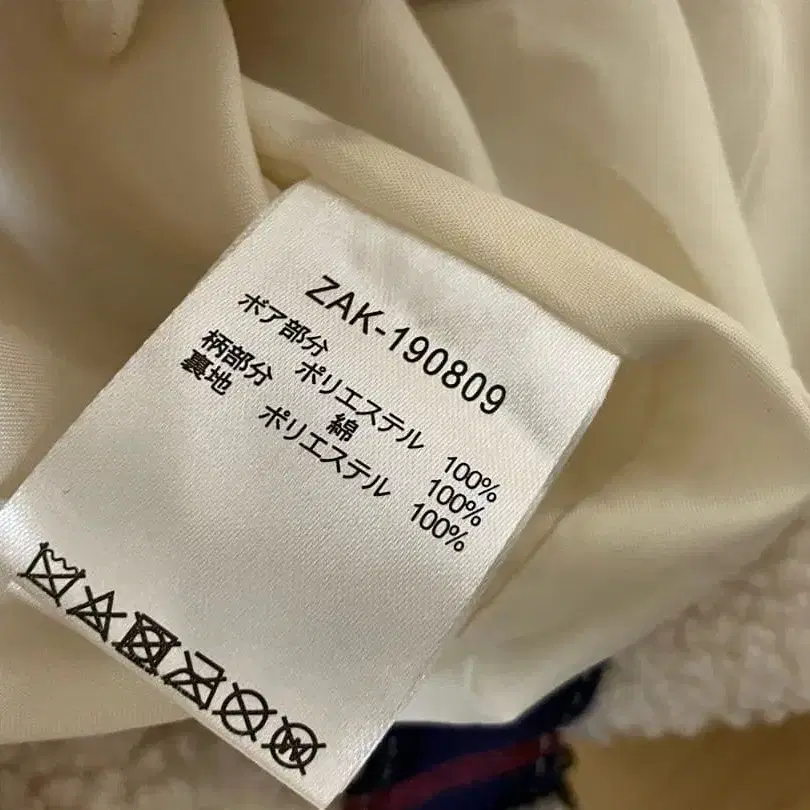 ZAK-190809
ボア部分 ポリエステル 100%
柄部分 綿 100%
裏地 ポリエステル 100%